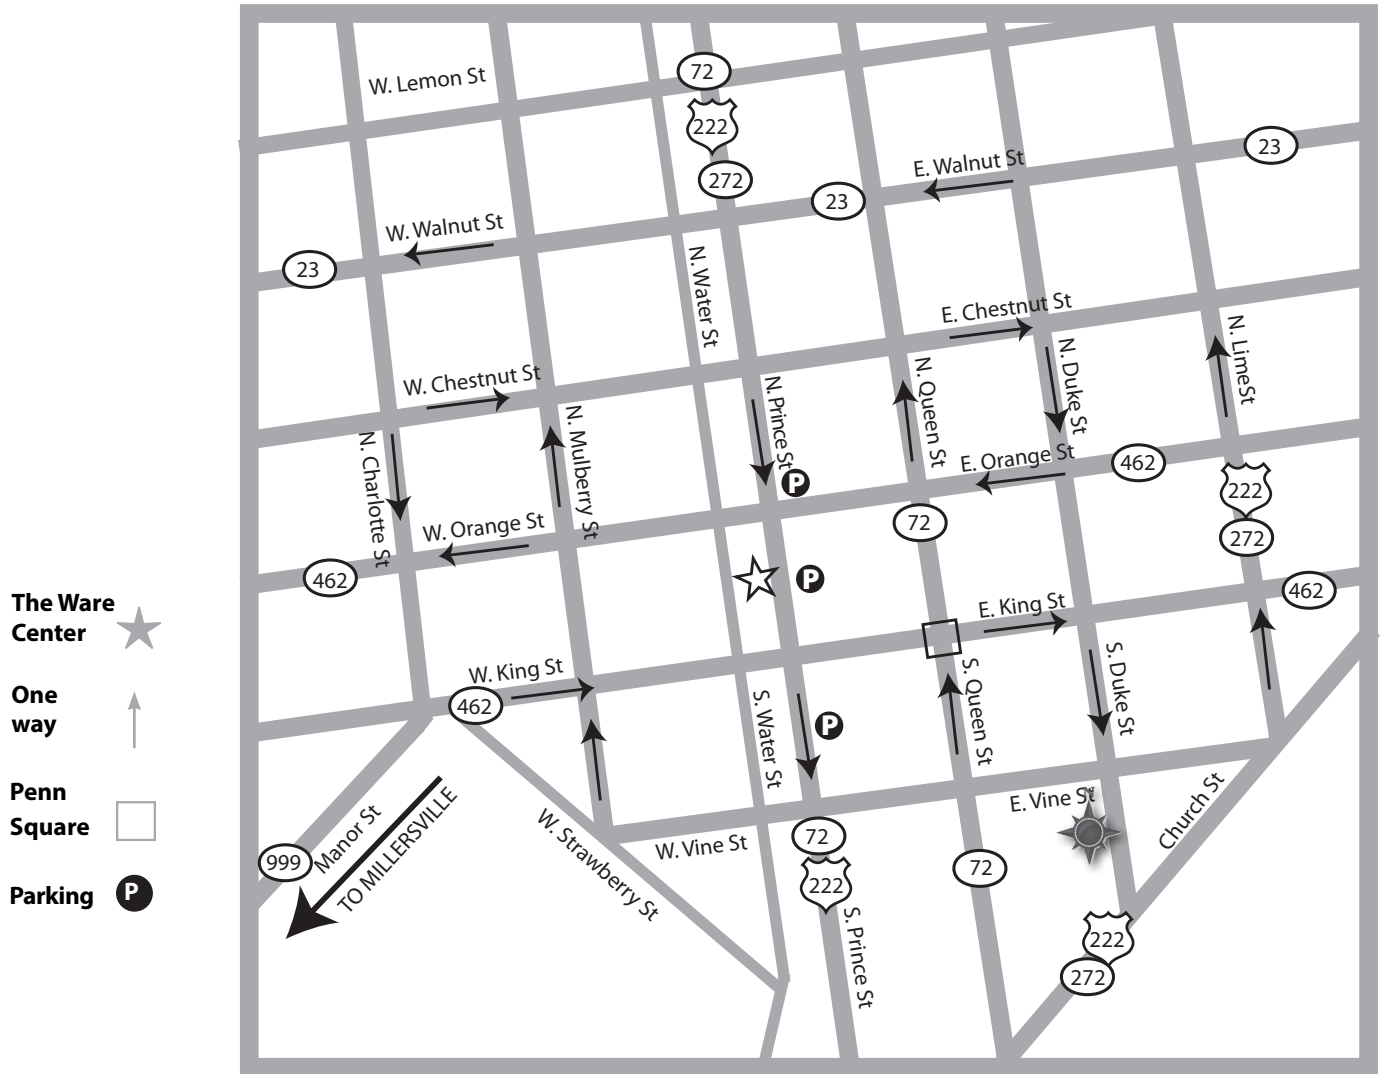 W. Lemon St
72
222
272
23
E. Walnut St
23
W. Walnut St
23
N. Water St
E. Chestnut St
N. LimeSt
W. Chestnut St
N. Prince St
N. Queen St
N. Duke St
N. Charlotte St
N. Mulberry St
P
E. Orange St
462
222
272
W. Orange St
72
462
P
The Ware
Center
E. King St
462
W. King St
462
S. Water St
P
S. Queen St
S. Duke St
One
way
Penn
Square
Parking P
999
Manor St
TO MILLERSVILLE
W. Strawberry St
W. Vine St
72
222
S. Prince St
E. Vine St
72
Church St
222
272